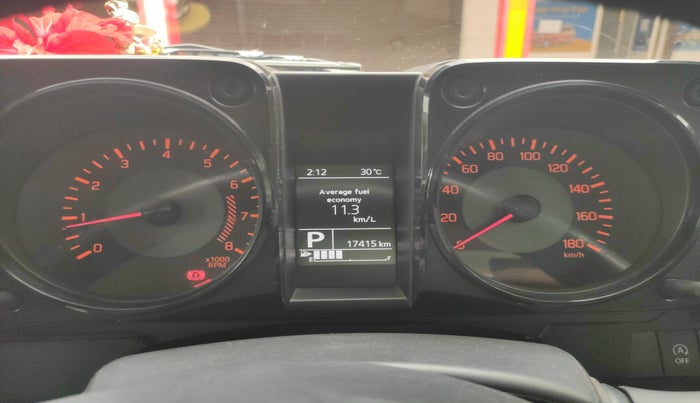 0
1
2
3
4
5
6
7
8
x1000
RPM
2:12 30°C
Average fuel
economy
11.3
km/L
P 17415 km
E F
0
20
40
60
80
100
120
140
160
180
km/h
A
OFF